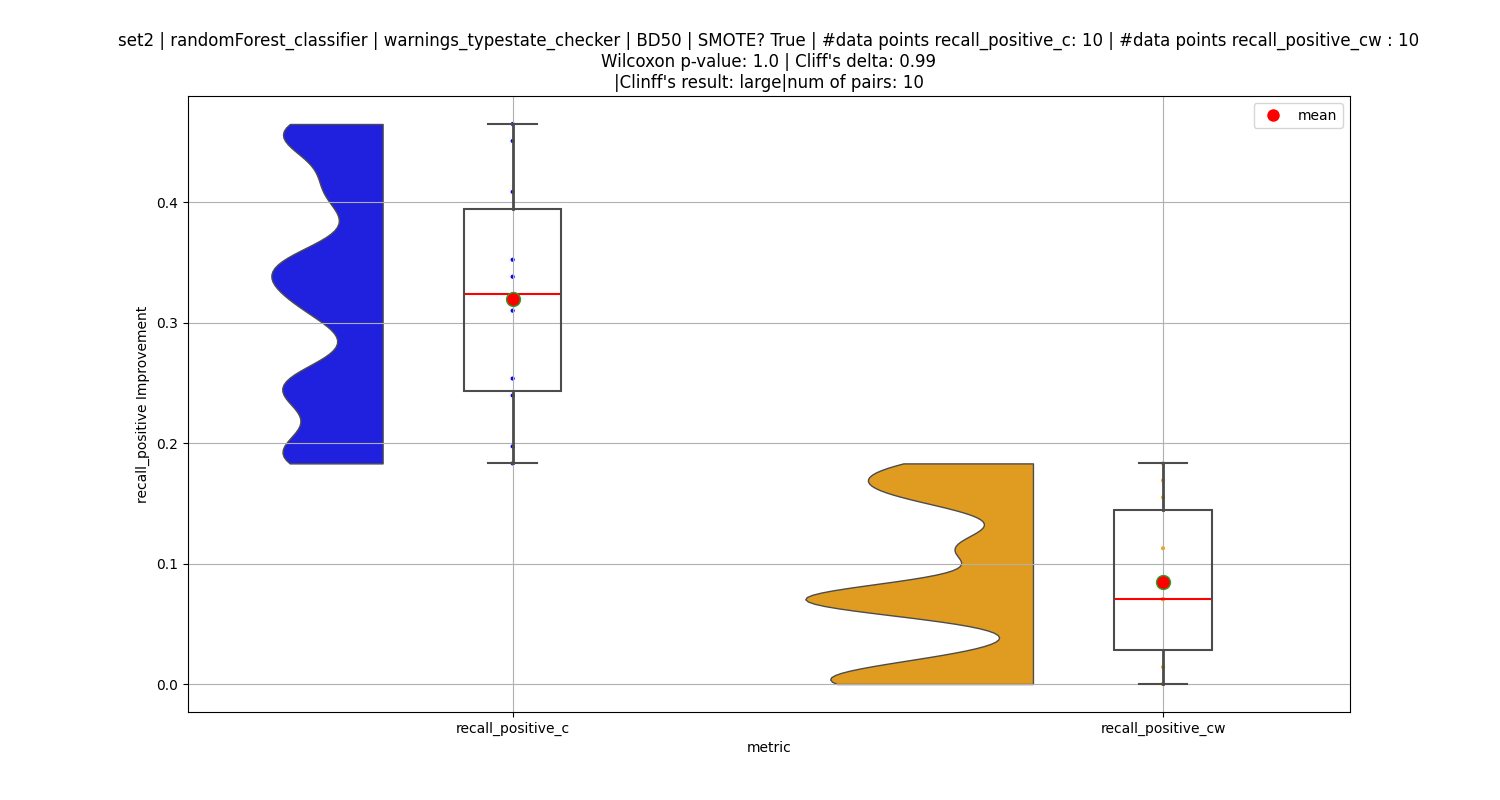 set2 | randomForest_classifier | warnings_typestate_checker | BD50 | SMOTE? True | #data points recall_positive_c: 10 | #data points recall_positive_cw : 10
Wilcoxon p-value: 1.0 | Cliff's delta: 0.99
|Clinff's result: large|num of pairs: 10
mean
0.4
0.3
0.2
0.1
0.0
recall_positive Improvement
recall_positive_c
recall_positive_cw
metric